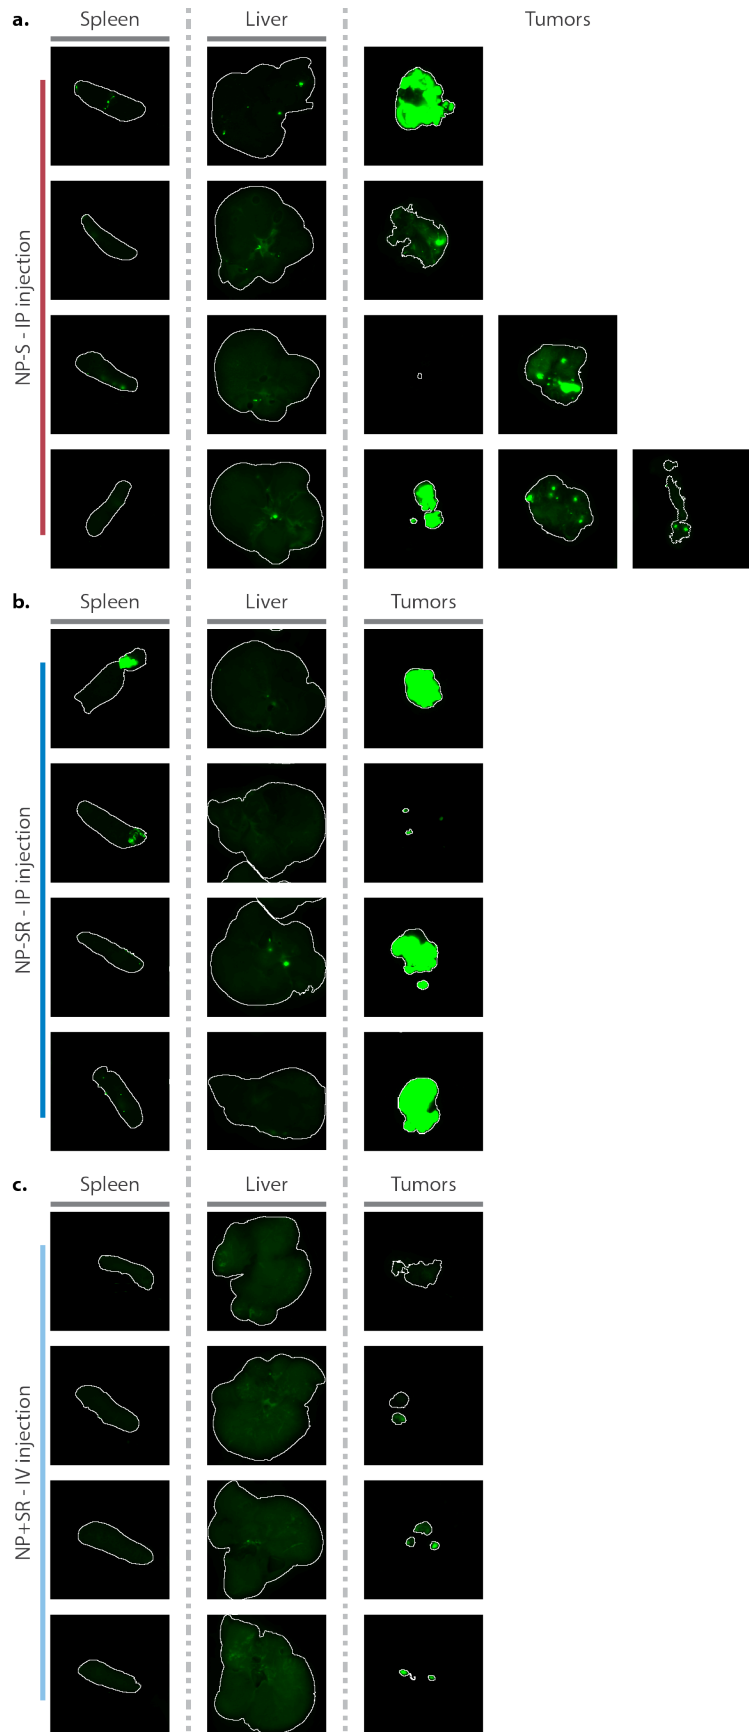 a.
Spleen
Liver
Tumors
NP-S - IP injection
b.
Spleen
Liver
Tumors
NP-SR - IP injection
c.
Spleen
Liver
Tumors
NP+SR - IV injection